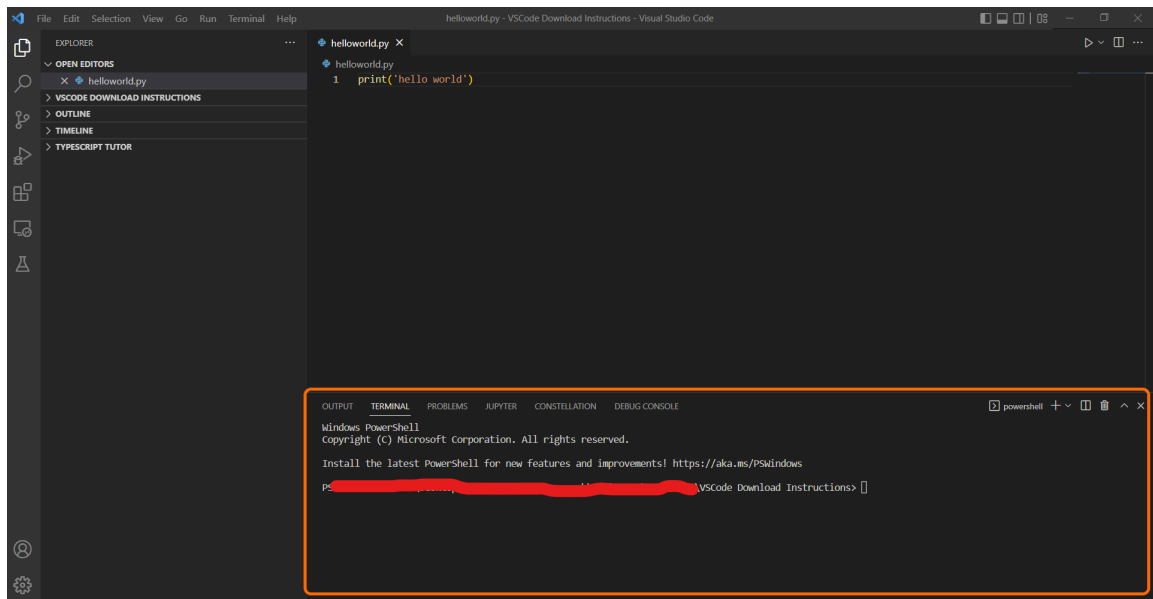 File Edit Selection View Go Run Terminal Help
helloworld.py - VSCode Download Instructions - Visual Studio Code
EXPLORER
OPEN EDITORS
helloworld.py
VSCODE DOWNLOAD INSTRUCTIONS
OUTLINE
TIMELINE
TYPESCRIPT TUTOR
helloworld.py
helloworld.py
1 print('hello world')
OUTPUT TERMINAL PROBLEMS JUPYTER CONSTELLATION DEBUG CONSOLE
powershell
Windows PowerShell
Copyright (C) Microsoft Corporation. All rights reserved.
Install the latest PowerShell for new features and improvements! https://aka.ms/PSWindows
PS \VSCode Download Instructions>